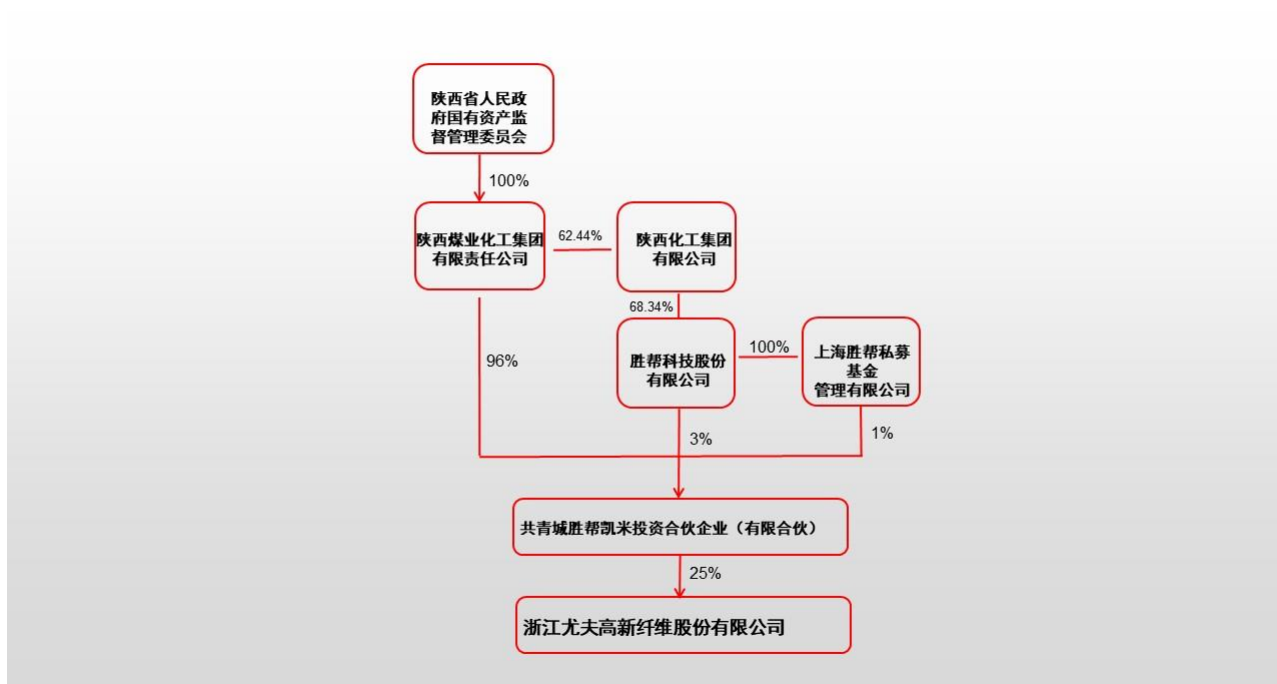 陕西省人民政
府国有资产监
督管理委员会
100%
陕西煤业化工集团
有限责任公司
62.44%
陕西化工集团
有限公司
68.34%
96%
胜帮科技股份
有限公司
100%
上海胜帮私募
基金
管理有限公司
3%
1%
共青城胜帮凯米投资合伙企业（有限合伙）
25%
浙江尤夫高新纤维股份有限公司